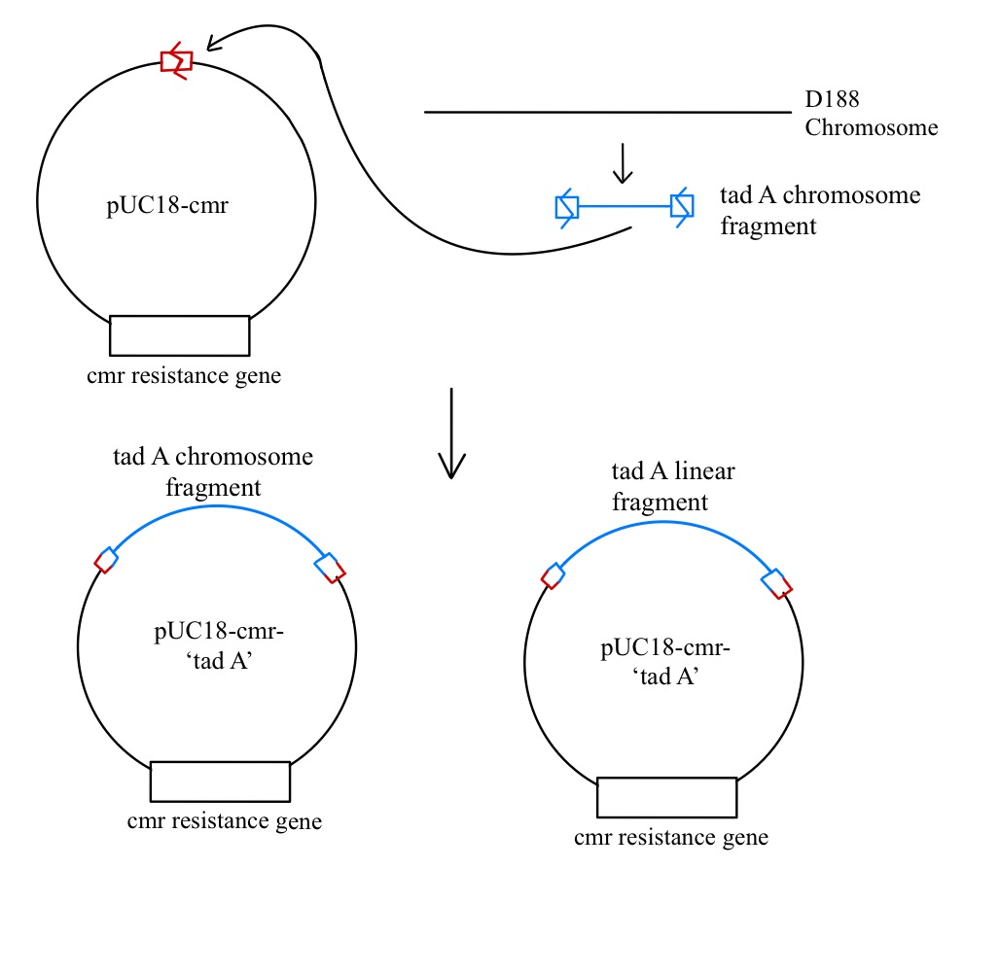 D188
Chromosome
pUC18-cmr
tad A chromosome
fragment
cmr resistance gene
tad A chromosome
fragment
tad A linear
fragment
pUC18-cmr-
‘tad A’
pUC18-cmr-
‘tad A’
cmr resistance gene
cmr resistance gene